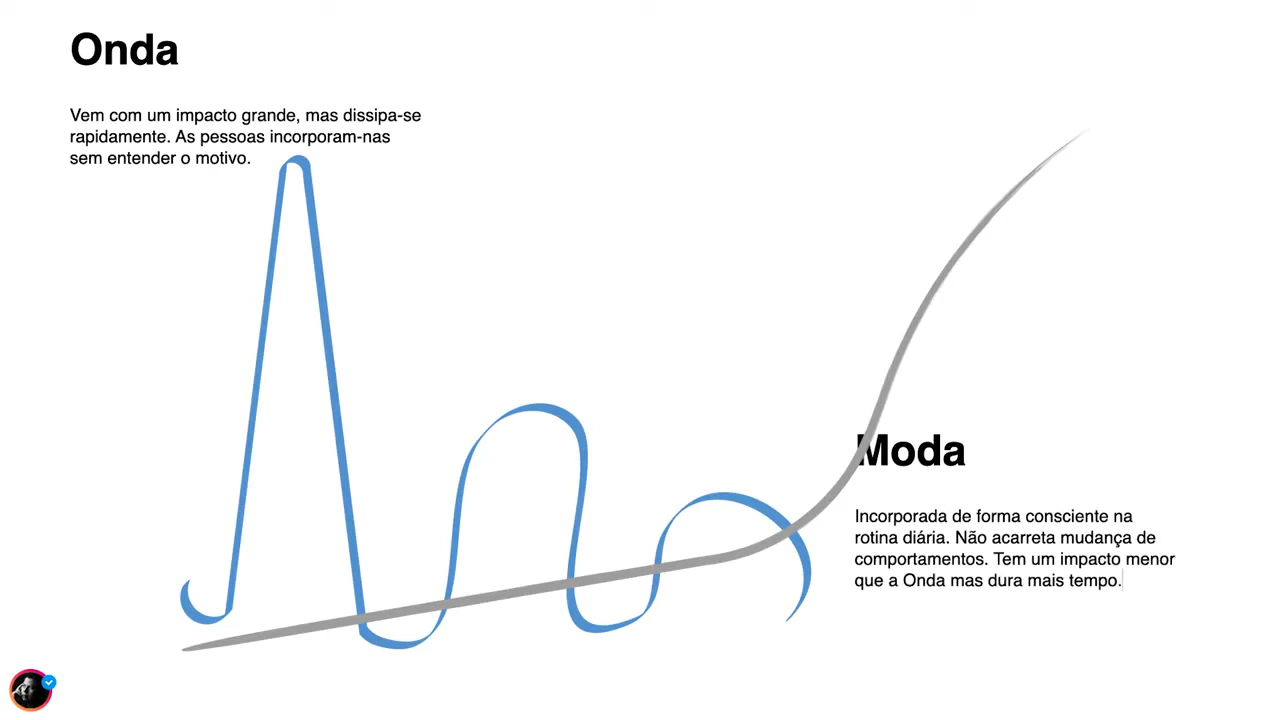 Onda
Vem com um impacto grande, mas dissipa-se
rapidamente. As pessoas incorporam-nas
sem entender o motivo.
Moda
Incorporada de forma consciente na
rotina diária. Não acarreta mudança de
comportamentos. Tem um impacto menor
que a Onda mas dura mais tempo.